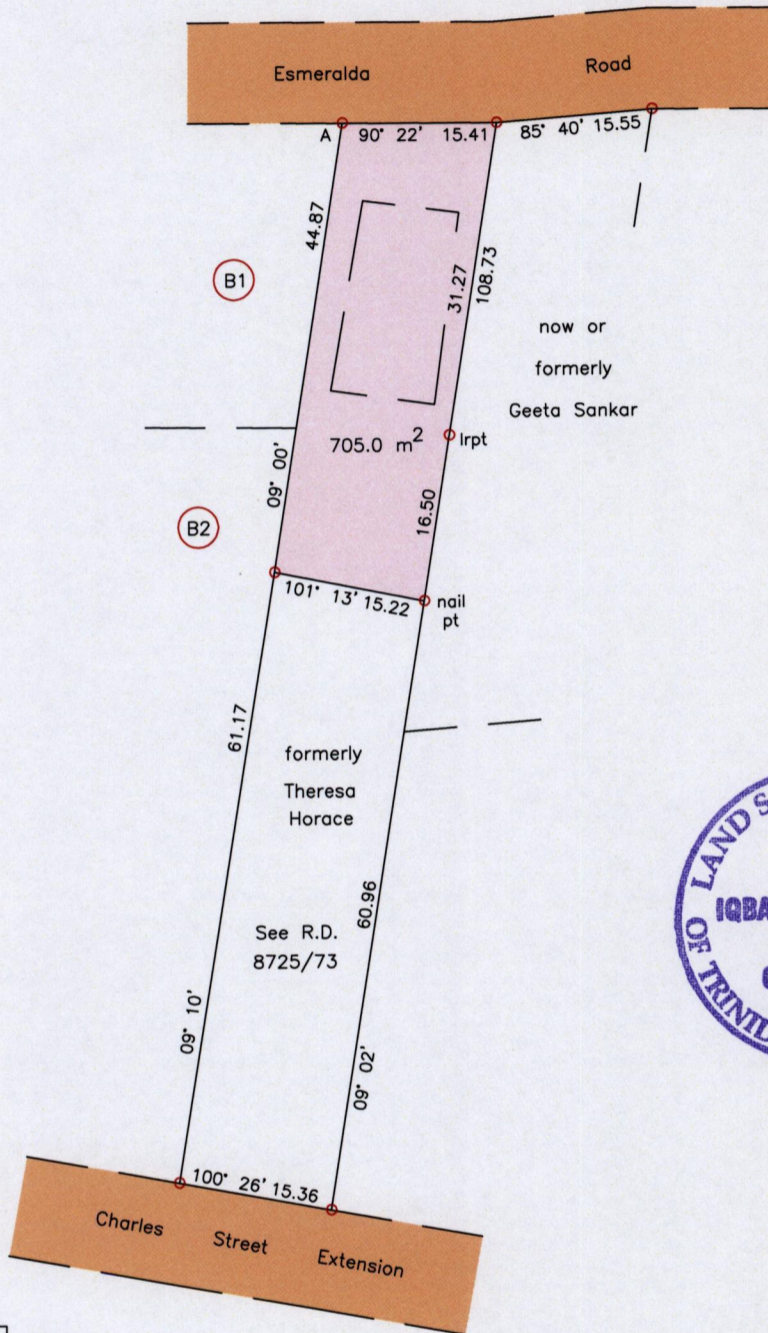 Esmeralda Road
A 90° 22' 15.41
85° 40' 15.55
44.87
31.27
108.73
B1
now or
formerly
Geeta Sankar
705.0 m²
Irpt
09° 00'
16.50
B2
101° 13' 15.22
nail
pt
61.17
formerly
Theresa
Horace
60.96
See R.D.
8725/73
09° 10'
09° 02'
100° 26' 15.36
Charles Street Extension
OF
LAND